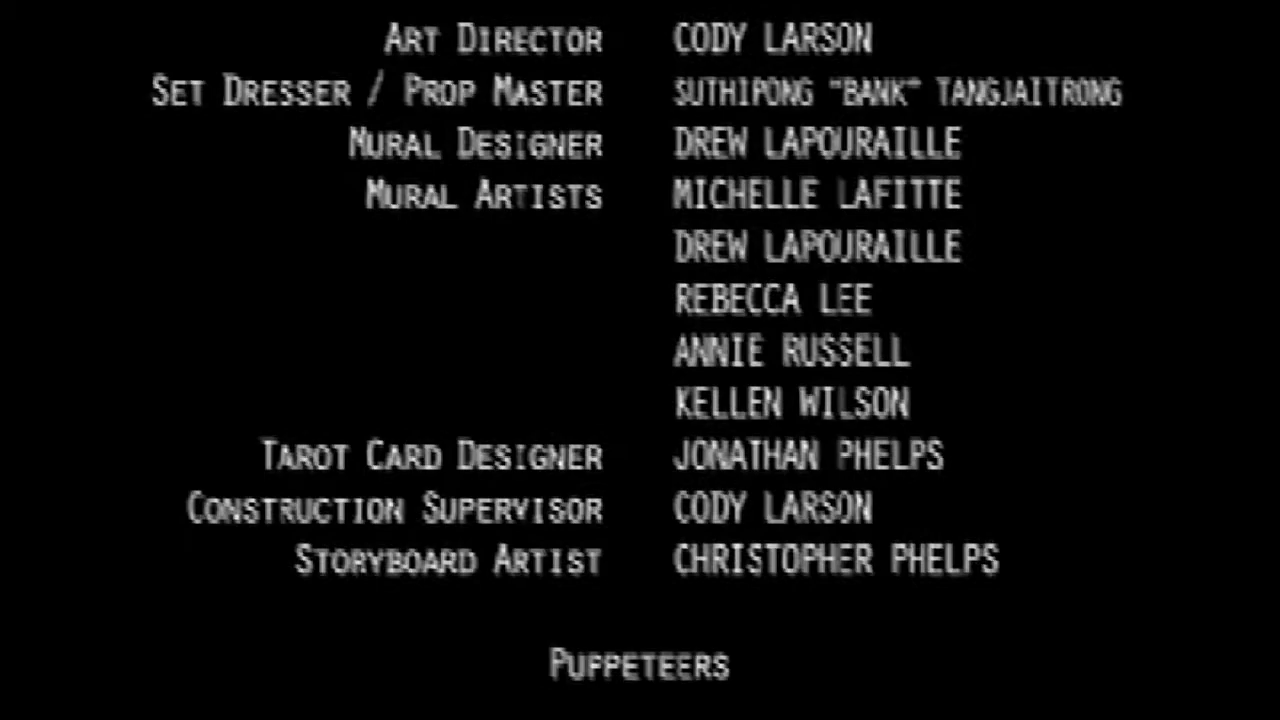 Art Director CODY LARSON
Set Dresser / Prop Master SUTHIPONG "BANK" TANGJAITRONG
Mural Designer DREW LAPOURAILLE
Mural Artists MICHELLE LAFITTE
DREW LAPOURAILLE
REBECCA LEE
ANNIE RUSSELL
KELLEN WILSON
Tarot Card Designer JONATHAN PHELPS
Construction Supervisor CODY LARSON
Storyboard Artist CHRISTOPHER PHELPS
Puppeteers